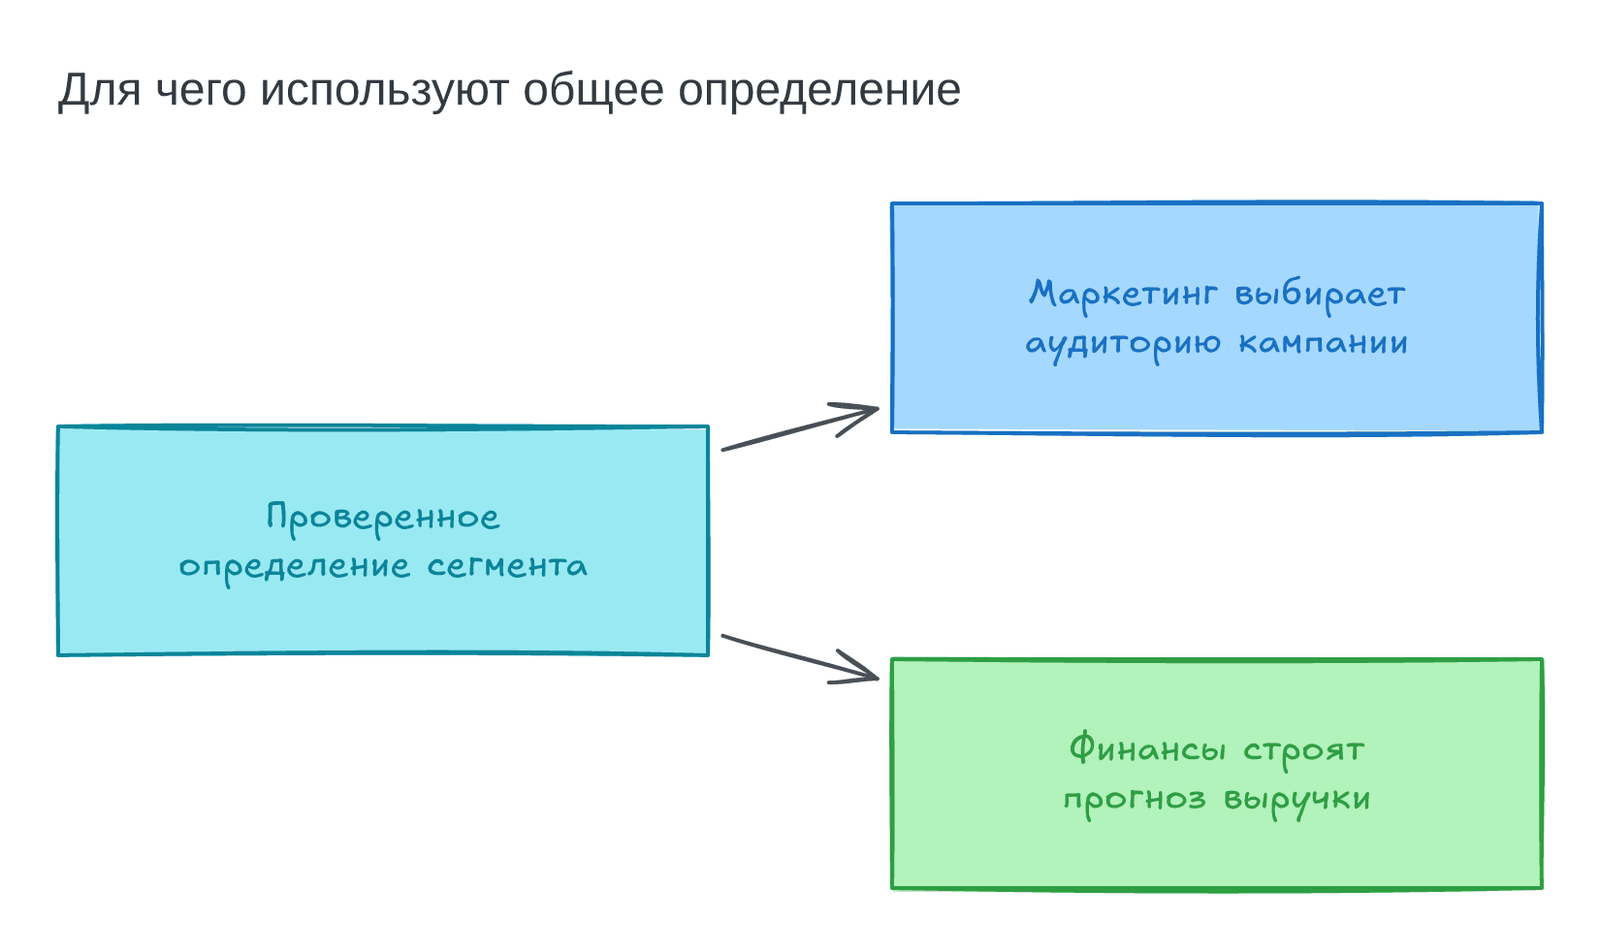 Для чего используют общее определение
Маркетинг выбирает
аудиторию кампании
Проверенное
определение сегмента
Финансы строят
прогноз выручки